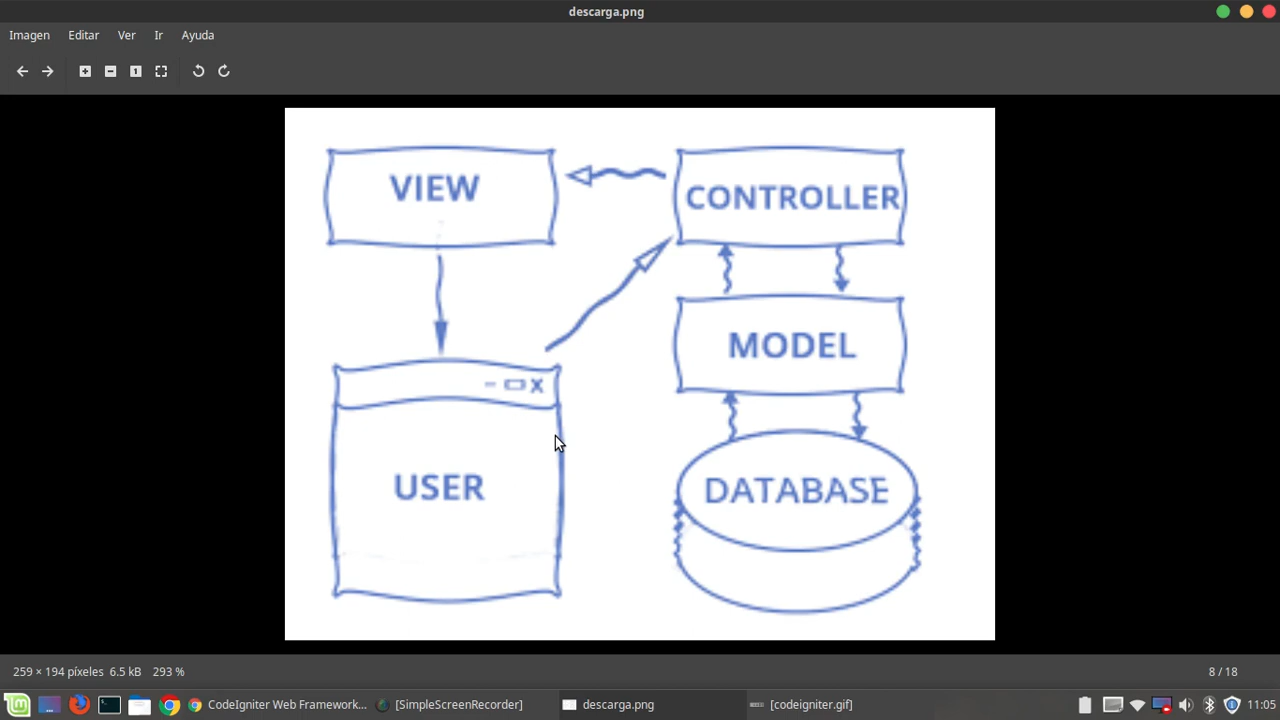 descarga.png
Imagen Editar Ver Ir Ayuda
1
VIEW
CONTROLLER
MODEL
USER
DATABASE
259 × 194 píxeles 6.5 kB 293 %
8 / 18
CodeIgniter Web Framework... [SimpleScreenRecorder] descarga.png [codeigniter.gif] 11:05